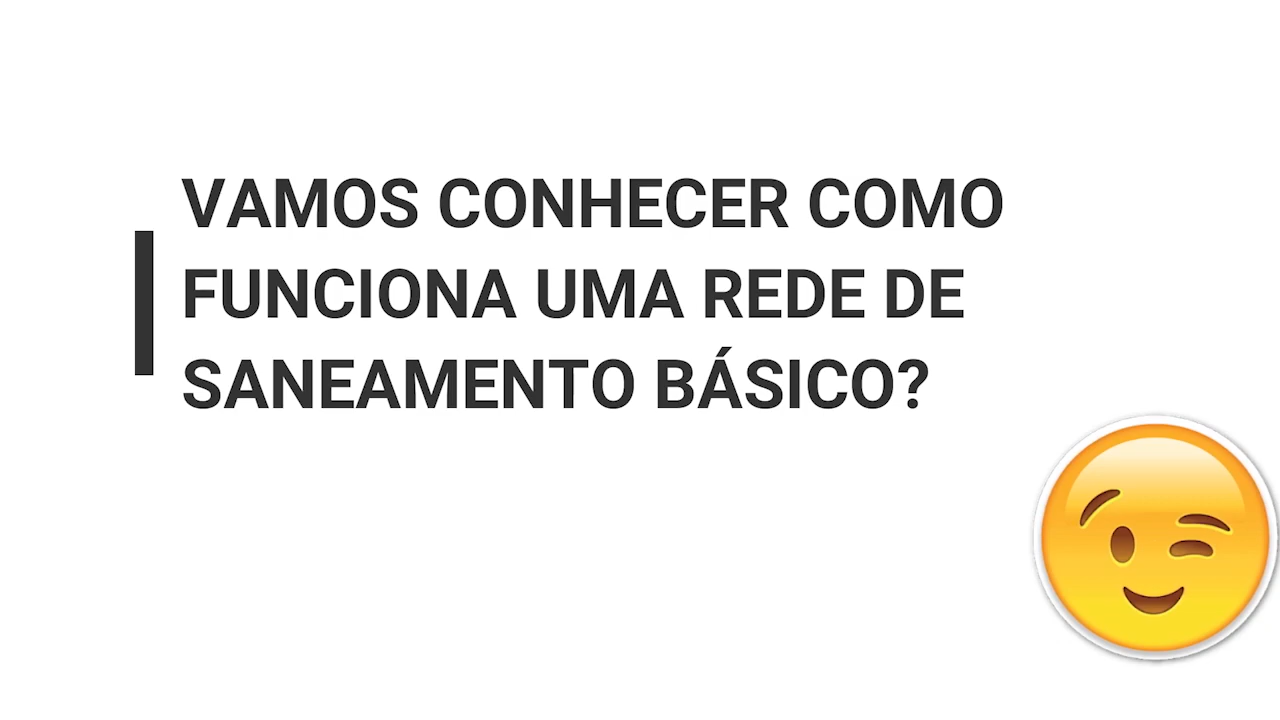 VAMOS CONHECER COMO
FUNCIONA UMA REDE DE
SANEAMENTO BÁSICO?